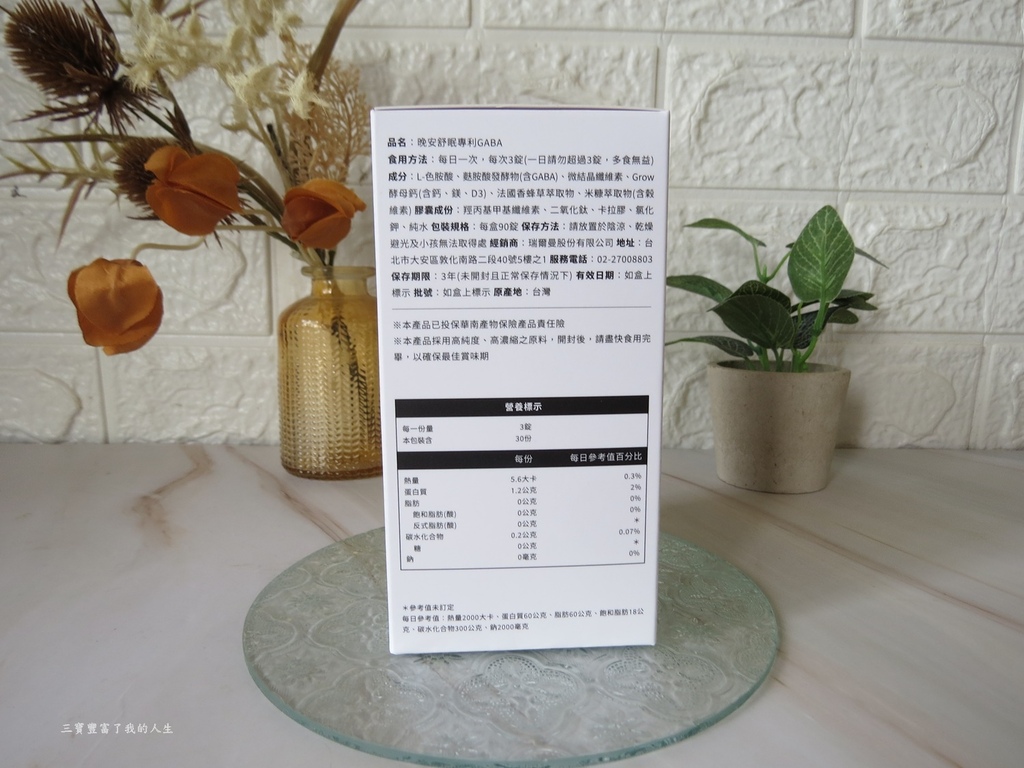 品名：晚安舒眠專利GABA
食用方法：每日一次，每次3錠(一日請勿超過3錠，多食無益)
成分：L-色胺酸、麩胺酸發酵物(含GABA)、微結晶纖維素、Grow
酵母鈣(含鈣、鎂、D3)、法國香蜂草萃取物、米糠萃取物(含穀
維素) 膠囊成份：羥丙基甲基纖維素、二氧化鈦、卡拉膠、氯化
鉀、純水 包裝規格：每盒90錠 保存方法：請放置於陰涼、乾燥
避光及小孩無法取得處 經銷商：瑞爾曼股份有限公司 地址：台
北市大安區敦化南路二段40號5樓之1 服務電話：02-27008803
保存期限：3年(未開封且正常保存情況下) 有效日期：如盒上
標示 批號：如盒上標示 原產地：台灣
※本產品已投保華南產物保險產品責任險
※本產品採用高純度、高濃縮之原料，開封後，請盡快食用完
畢，以確保最佳賞味期
營養標示
每一份量 3錠
本包裝含 30份
每份 每日參考值百分比
熱量 5.6大卡 0.3%
蛋白質 1.2公克 2%
脂肪 0公克 0%
飽和脂肪(酸) 0公克 0%
反式脂肪(酸) 0公克 ＊
碳水化合物 0.2公克 0.07%
糖 0公克 ＊
鈉 0毫克 0%
＊參考值未訂定
每日參考值：熱量2000大卡、蛋白質60公克、脂肪60公克、飽和脂肪18公
克、碳水化合物300公克、鈉2000毫克
三寶豐富了我的人生